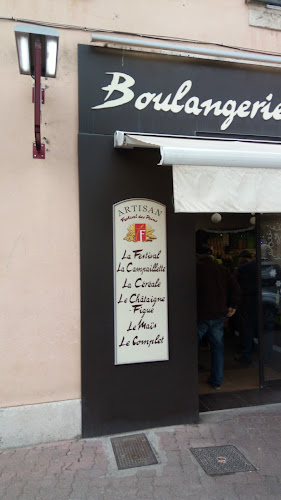 Boulangerie
ARTISAN
Festival des Pains
F
La Festival
La Campaillette
La Céréale
Le Châtaigne
-Figue
Le Maïs
Le Complet